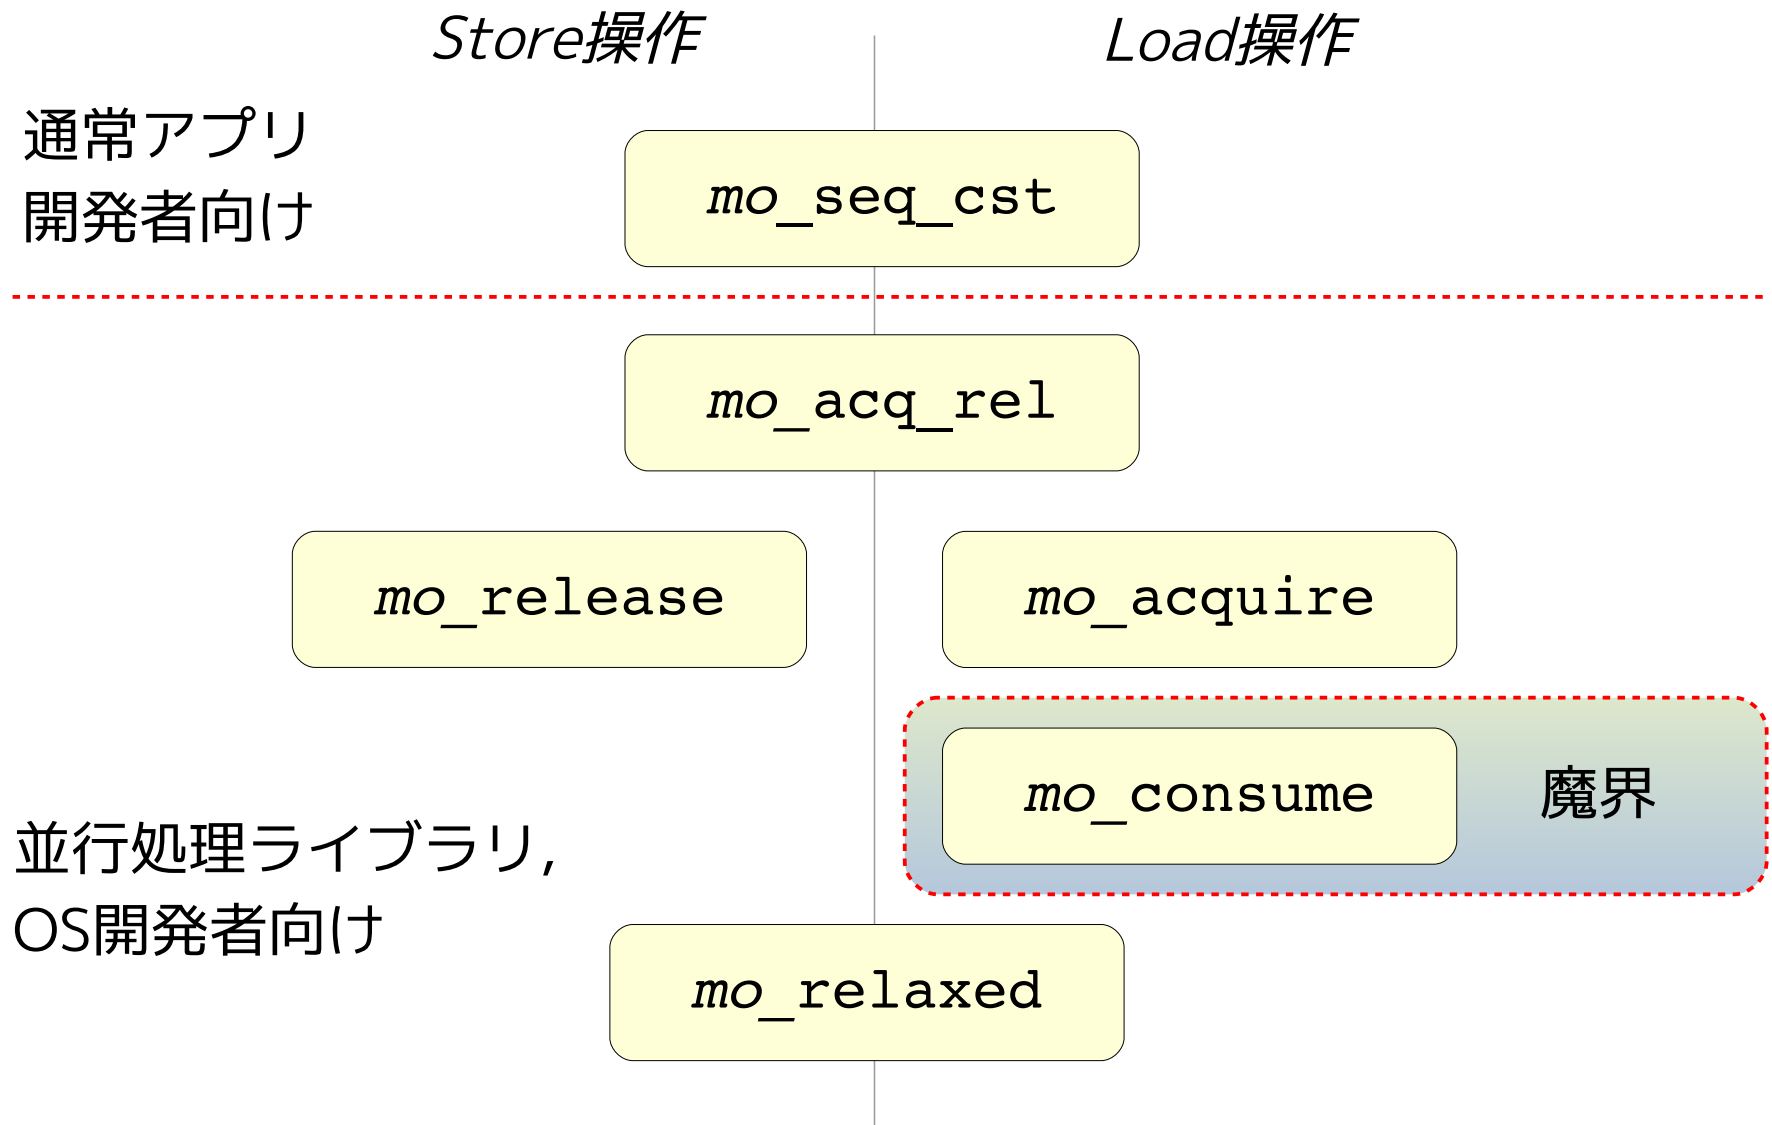 Store操作
Load操作
通常アプリ
開発者向け
mo_seq_cst
mo_acq_rel
mo_release
mo_acquire
mo_consume
魔界
並行処理ライブラリ,
OS開発者向け
mo_relaxed